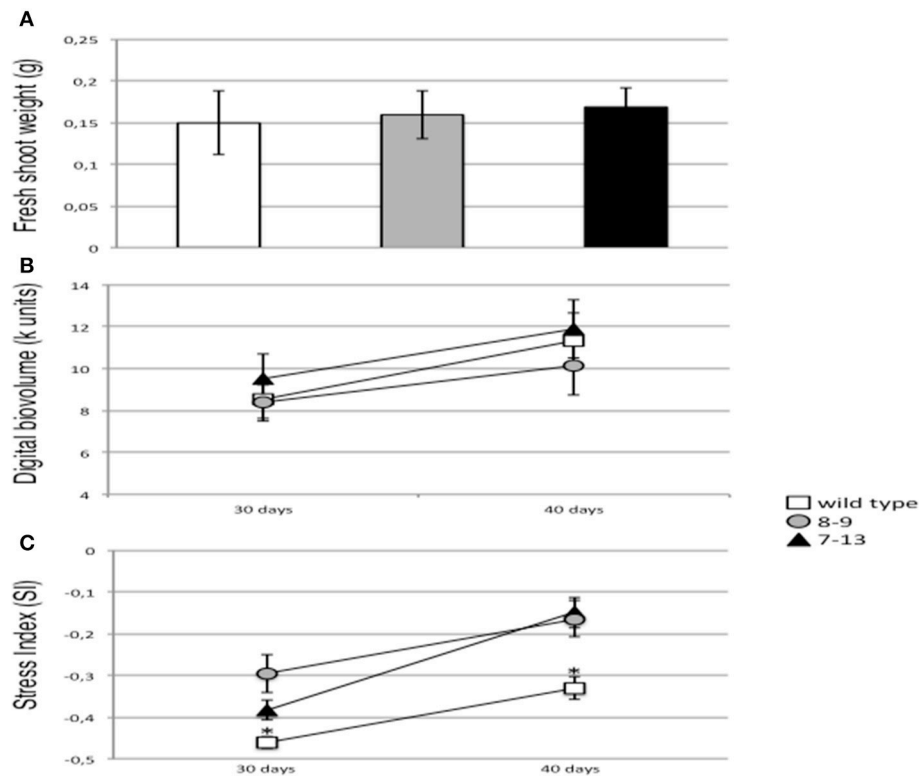 A
Fresh shoot weight (g)
0,25
0,2
0,15
0,1
0,05
0
B
Digital biovolume (k units)
14
12
10
8
6
4
30 days
40 days
wild type
8-9
7-13
C
Stress Index (SI)
0
-0,1
-0,2
-0,3
-0,4
-0,5
*
*
30 days
40 days